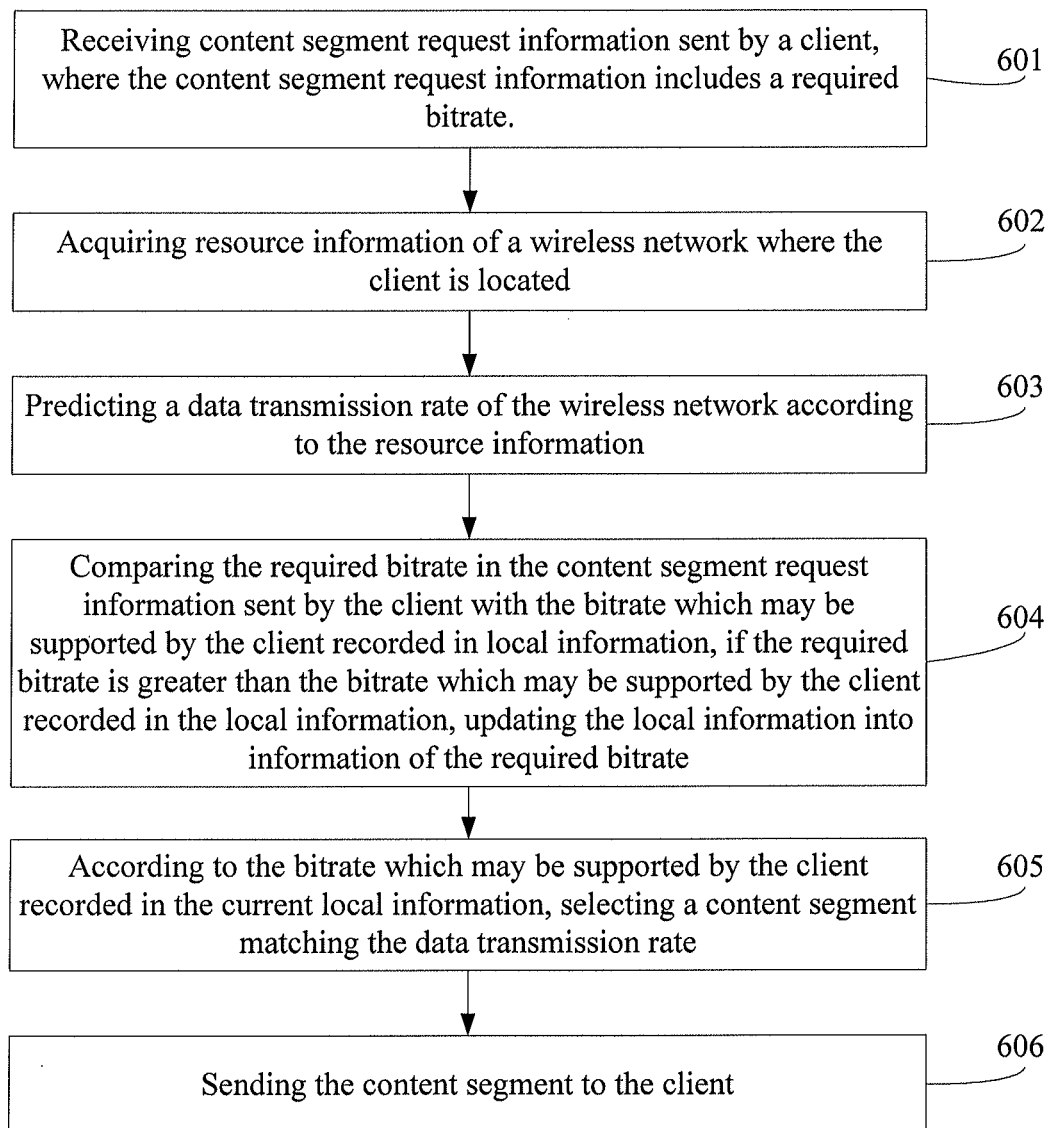 Receiving content segment request information sent by a client,
where the content segment request information includes a required
bitrate.
601
Acquiring resource information of a wireless network where the
client is located
602
Predicting a data transmission rate of the wireless network according
to the resource information
603
Comparing the required bitrate in the content segment request
information sent by the client with the bitrate which may be
supported by the client recorded in local information, if the required
bitrate is greater than the bitrate which may be supported by the client
recorded in the local information, updating the local information into
information of the required bitrate
604
According to the bitrate which may be supported by the client
recorded in the current local information, selecting a content segment
matching the data transmission rate
605
Sending the content segment to the client
606